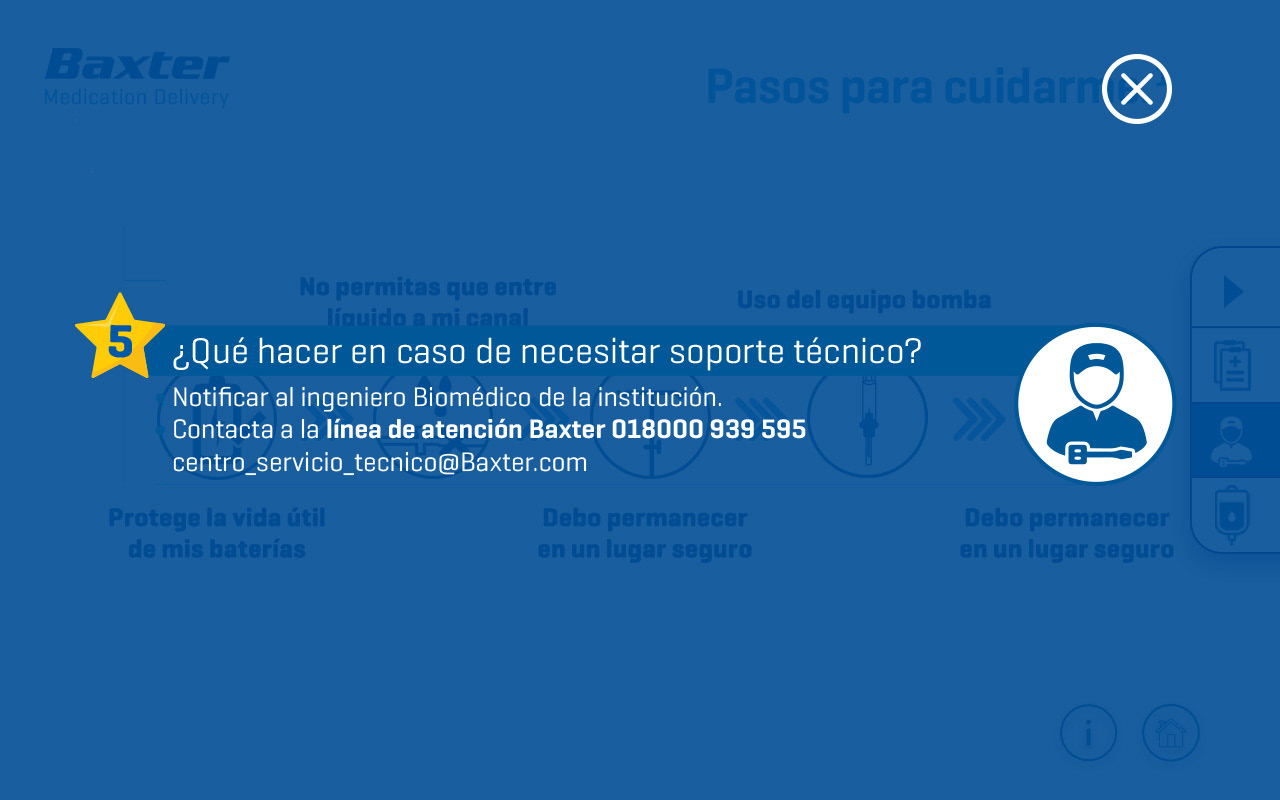 Baxter
Medication Delivery
Pasos para cuidarm
No permitas que entre
líquido a mi canal
Uso del equipo bomba
5
¿Qué hacer en caso de necesitar soporte técnico?
Notificar al ingeniero Biomédico de la institución.
Contacta a la línea de atención Baxter 018000 939 595
centro_servicio_tecnico@Baxter.com
Protege la vida útil
de mis baterías
Debo permanecer
en un lugar seguro
Debo permanecer
en un lugar seguro
i